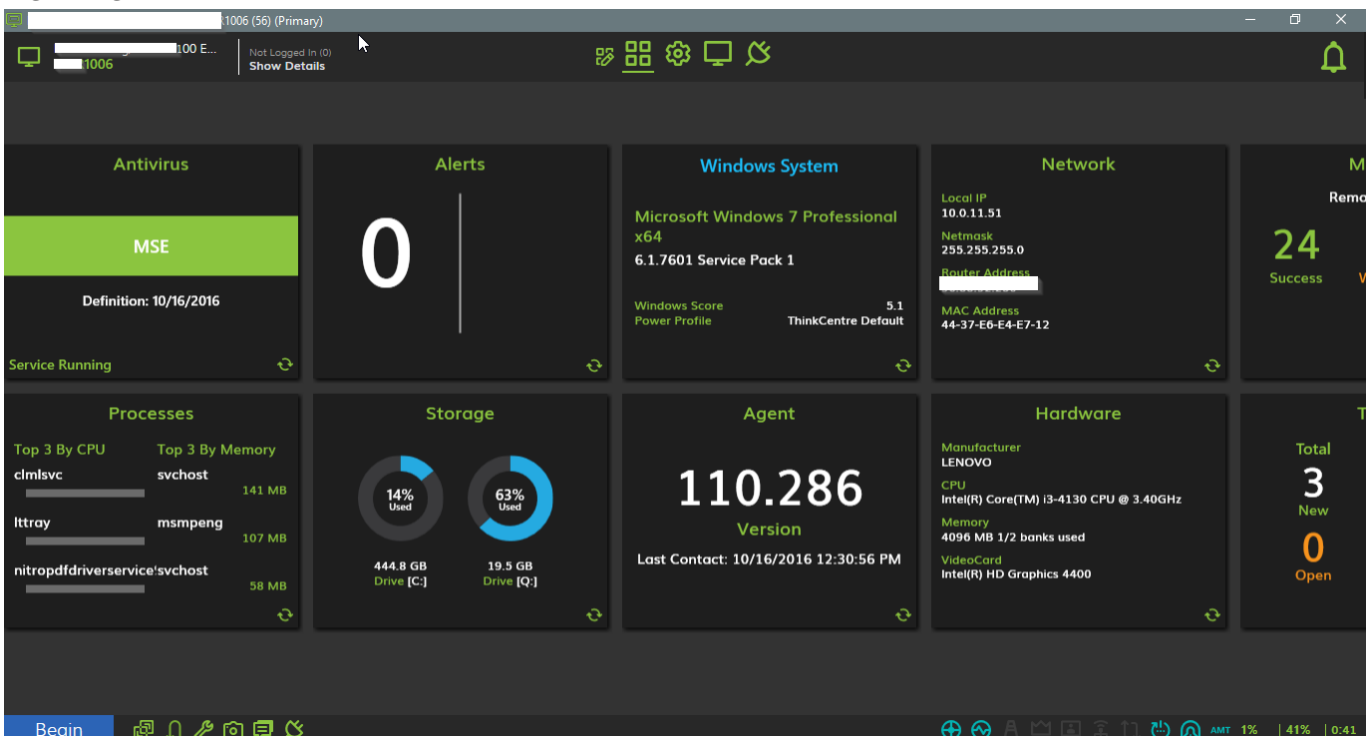 1006 (56) (Primary)
100 E...
1006
Not Logged In (0)
Show Details
Antivirus
MSE
Definition: 10/16/2016
Service Running
Alerts
0
Windows System
Microsoft Windows 7 Professional
x64
6.1.7601 Service Pack 1
Windows Score 5.1
Power Profile ThinkCentre Default
Network
Local IP
10.0.11.51
Netmask
255.255.255.0
Router Address
MAC Address
44-37-E6-E4-E7-12
M
Remo
24
Success
W
Processes
Top 3 By CPU Top 3 By Memory
clmlsvc svchost
141 MB
lttray msmpeng
107 MB
nitropdfdriverservice svchost
58 MB
Storage
14%
Used
63%
Used
444.8 GB
Drive [C:]
19.5 GB
Drive [Q:]
Agent
110.286
Version
Last Contact: 10/16/2016 12:30:56 PM
Hardware
Manufacturer
LENOVO
CPU
Intel(R) Core(TM) i3-4130 CPU @ 3.40GHz
Memory
4096 MB 1/2 banks used
VideoCard
Intel(R) HD Graphics 4400
T
Total
3
New
0
Open
Begin
AMT 1% |41% |0:41